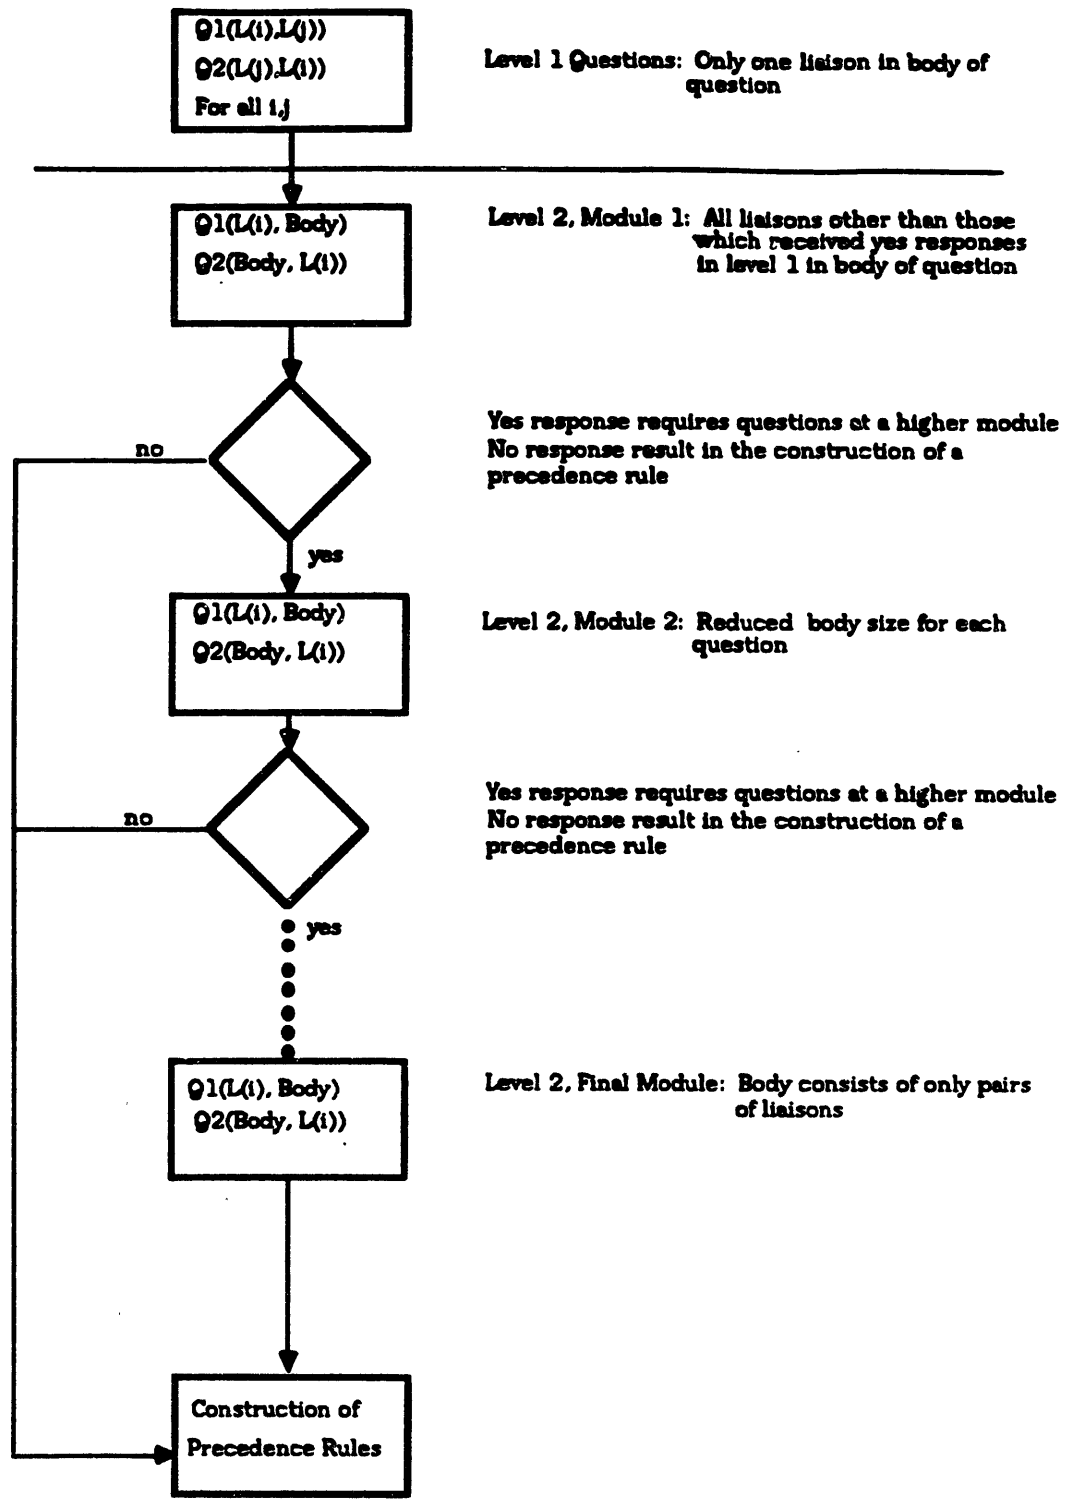 Q1(L(i),L(j))
Q2(L(j),L(i))
For all i,j
Level 1 Questions: Only one liaison in body of
question
Q1(L(i), Body)
Q2(Body, L(i))
Level 2, Module 1: All liaisons other than those
which received yes responses
in level 1 in body of question
no
Yes response requires questions at a higher module
No response result in the construction of a
precedence rule
yes
Q1(L(i), Body)
Q2(Body, L(i))
Level 2, Module 2: Reduced body size for each
question
no
Yes response requires questions at a higher module
No response result in the construction of a
precedence rule
yes
Q1(L(i), Body)
Q2(Body, L(i))
Level 2, Final Module: Body consists of only pairs
of liaisons
Construction of
Precedence Rules